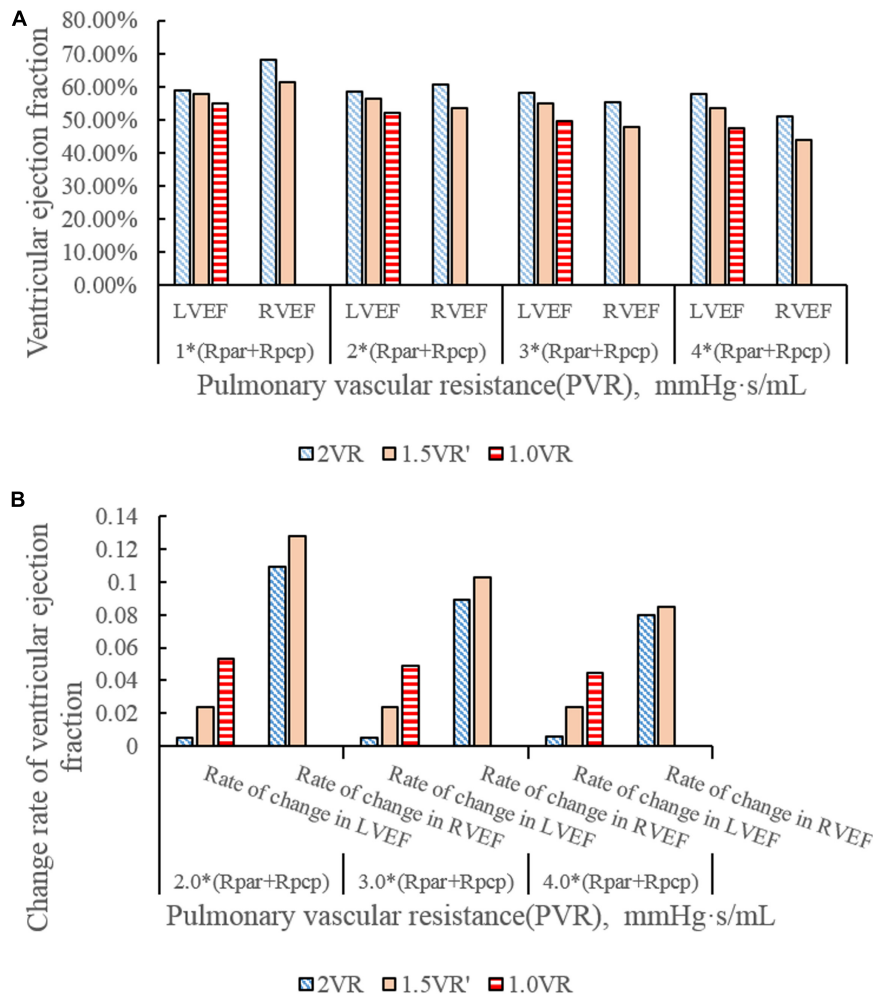 A
Ventricular ejection fraction
80.00%
70.00%
60.00%
50.00%
40.00%
30.00%
20.00%
10.00%
0.00%
LVEF RVEF LVEF RVEF LVEF RVEF LVEF RVEF
1*(Rpar+Rpcp) 2*(Rpar+Rpcp) 3*(Rpar+Rpcp) 4*(Rpar+Rpcp)
Pulmonary vascular resistance(PVR), mmHg·s/mL
2VR 1.5VR' 1.0VR
B
Change rate of ventricular ejection
fraction
0.14
0.12
0.1
0.08
0.06
0.04
0.02
0
Rate of change in LVEF
Rate of change in RVEF
Rate of change in LVEF
Rate of change in RVEF
Rate of change in LVEF
Rate of change in RVEF
2.0*(Rpar+Rpcp) 3.0*(Rpar+Rpcp) 4.0*(Rpar+Rpcp)
Pulmonary vascular resistance(PVR), mmHg·s/mL
2VR 1.5VR' 1.0VR